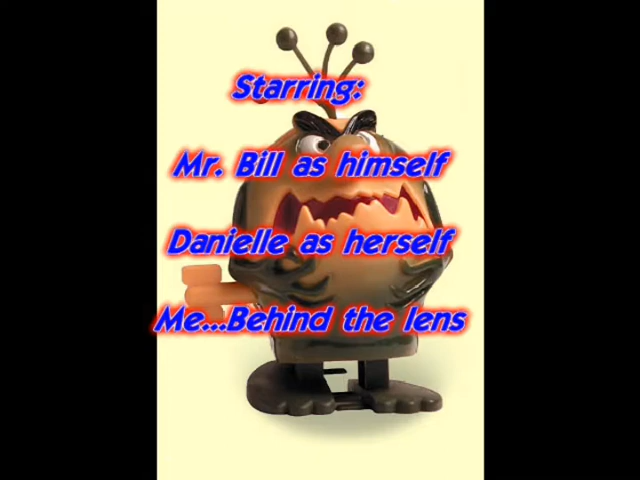 Starring:
Mr. Bill as himself
Danielle as herself
Me...Behind the lens